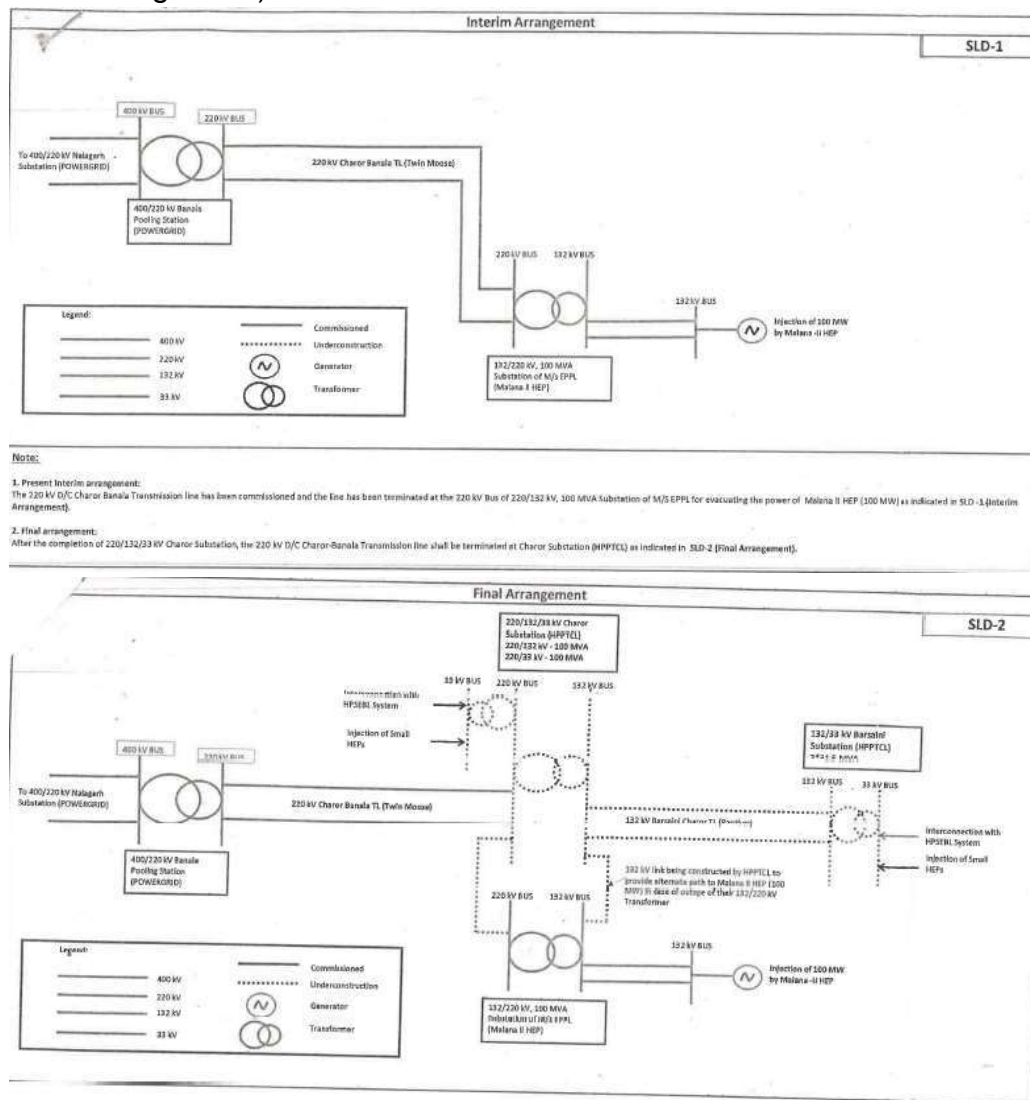 Interim Arrangement
SLD-1
400 kV BUS
220 kV BUS
To 400/220 kV Nalagarh
Substation (POWERGRID)
220 kV Charor Banala TL (Twin Moose)
400/220 kV Banala
Pooling Station
(POWERGRID)
220 kV BUS
132 kV BUS
132 kV BUS
Injection of 100 MW
by Malana -II HEP
132/220 kV, 100 MVA
Substation of M/s EPPL
(Malana II HEP)
Legend:
400 kV
220 kV
132 kV
33 kV
Commissioned
Underconstruction
Generator
Transformer
Note:
1. Present Interim arrangement:
The 220 kV D/C Charor Banala Transmission line has been commissioned and the line has been terminated at the 220 kV Bus of 220/132 kV, 100 MVA Substation of M/S EPPL for evacuating the power of Malana II HEP (100 MW) as indicated in SLD -1 (Interim
Arrangement).
2. Final arrangement:
After the completion of 220/132/33 kV Charor Substation, the 220 kV D/C Charor-Banala Transmission line shall be terminated at Charor Substation (HPPTCL) as indicated in SLD-2 (Final Arrangement).
Final Arrangement
SLD-2
220/132/33 kV Charor
Substation (HPPTCL)
220/132 kV - 100 MVA
220/33 kV - 100 MVA
33 kV BUS
220 kV BUS
132 kV BUS
Interconnection with
HPSEBL System
Injection of Small
HEPs
132/33 kV Barsaini
Substation (HPPTCL)
MVA
132 kV BUS
33 kV BUS
400 kV BUS
220 kV BUS
To 400/220 kV Nalagarh
Substation (POWERGRID)
220 kV Charor Banala TL (Twin Moose)
132 kV Barsaini Charor TL
Interconnection with
HPSEBL System
Injection of Small
HEPs
400/220 kV Banala
Pooling Station
(POWERGRID)
132 kV link being constructed by HPPTCL to
provide alternate path to Malana II HEP (100
MW) in case of outage of their 132/220 kV
Transformer
220 kV BUS
132 kV BUS
132 kV BUS
Injection of 100 MW
by Malana -II HEP
132/220 kV, 100 MVA
Substation of M/s EPPL
(Malana II HEP)
Legend:
400 kV
220 kV
132 kV
33 kV
Commissioned
Underconstruction
Generator
Transformer